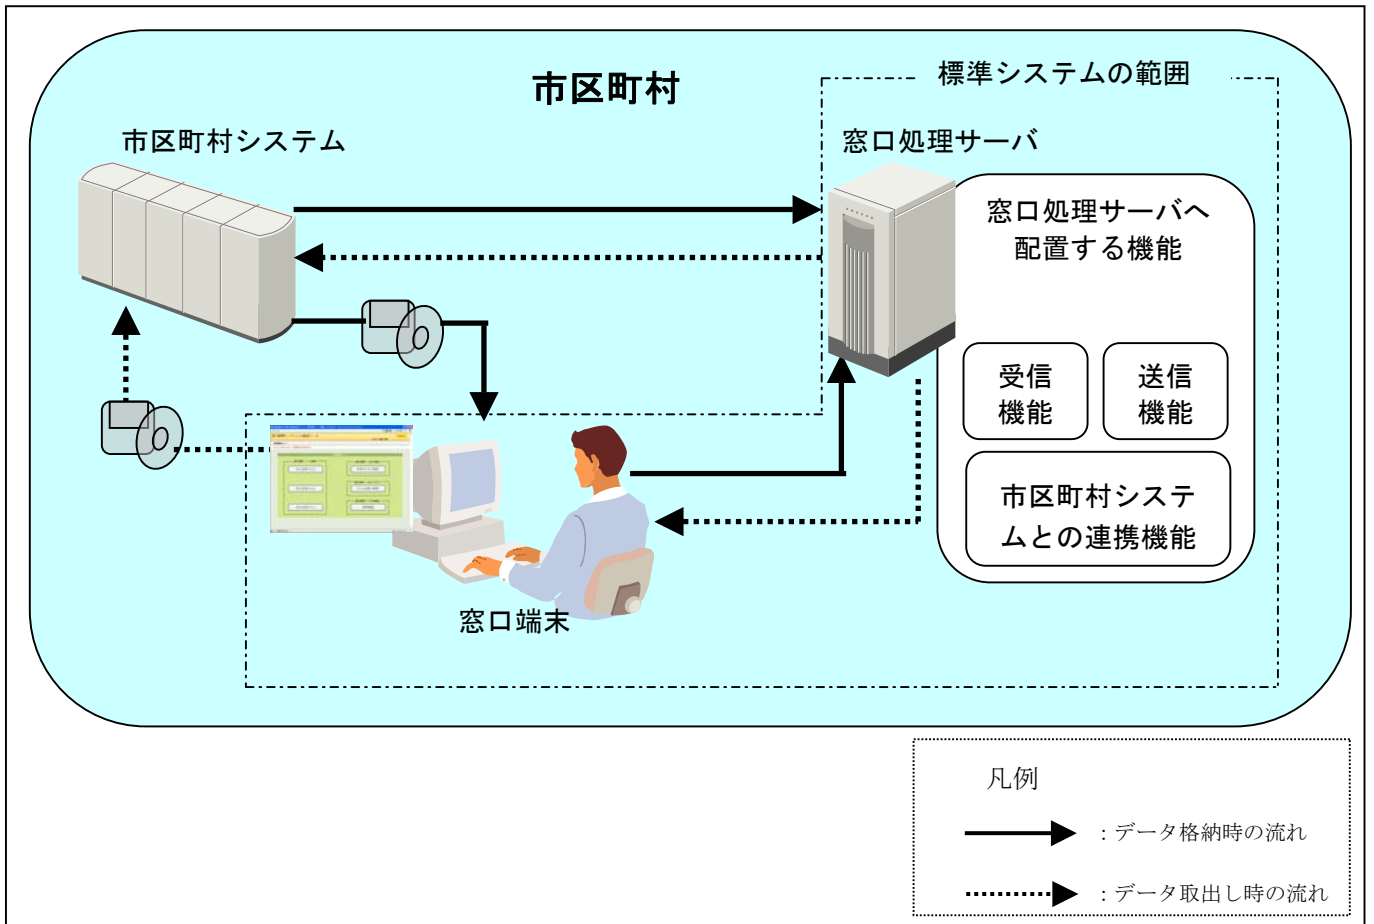 市区町村
標準システムの範囲
市区町村システム
窓口処理サーバ
窓口処理サーバへ
配置する機能
受信
機能
送信
機能
市区町村システ
ムとの連携機能
窓口端末
凡例
：データ格納時の流れ
：データ取出し時の流れ